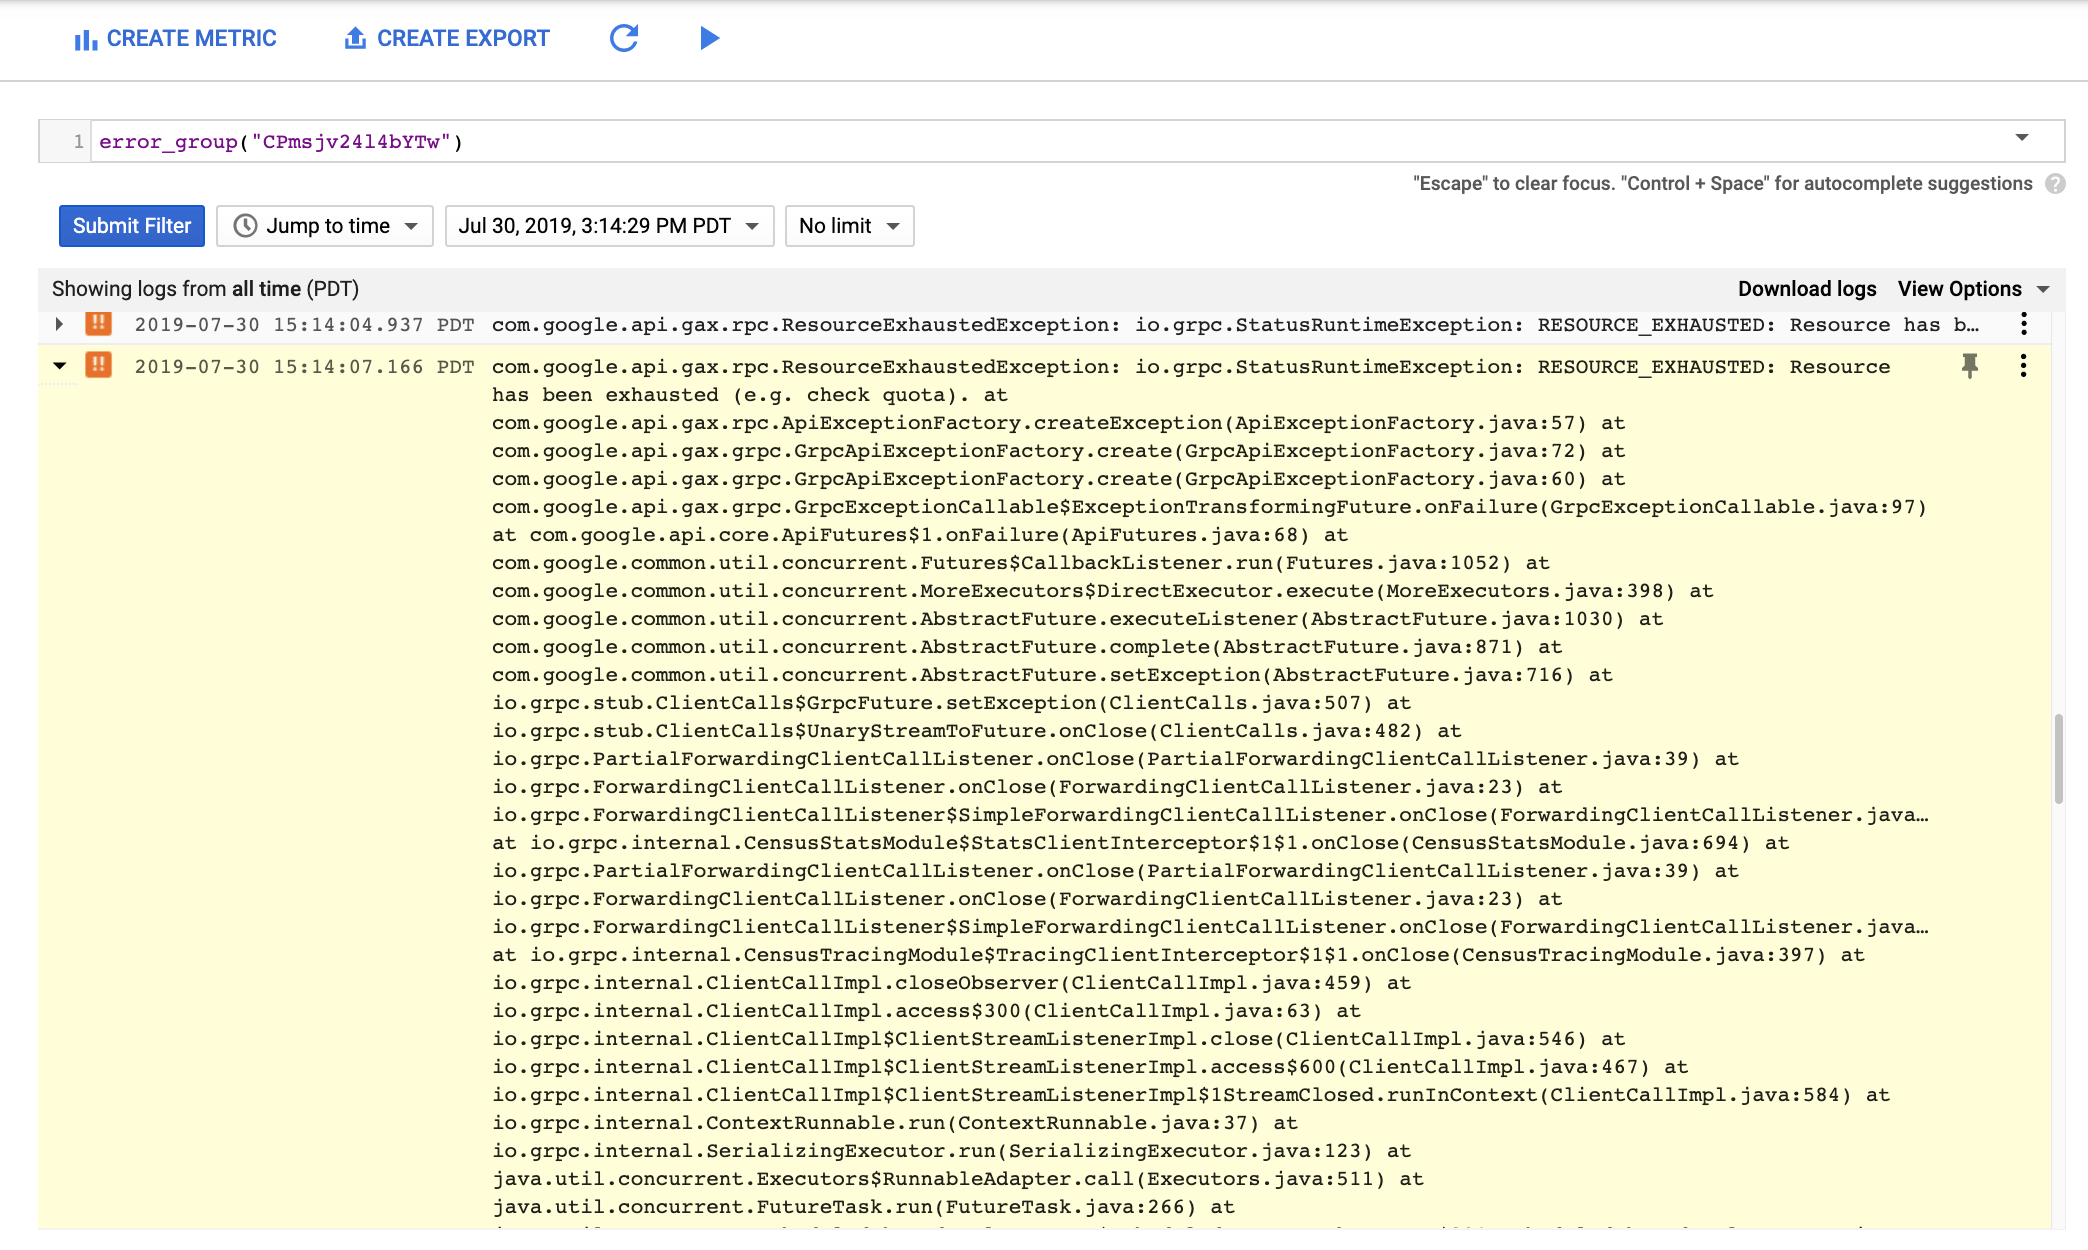 CREATE METRIC CREATE EXPORT
1 error_group("CPmsjv24l4bYTw")
"Escape" to clear focus. "Control + Space" for autocomplete suggestions ?
Submit Filter Jump to time Jul 30, 2019, 3:14:29 PM PDT No limit
Showing logs from all time (PDT) Download logs View Options
!! 2019-07-30 15:14:04.937 PDT com.google.api.gax.rpc.ResourceExhaustedException: io.grpc.StatusRuntimeException: RESOURCE_EXHAUSTED: Resource has b…
!! 2019-07-30 15:14:07.166 PDT com.google.api.gax.rpc.ResourceExhaustedException: io.grpc.StatusRuntimeException: RESOURCE_EXHAUSTED: Resource
has been exhausted (e.g. check quota). at
com.google.api.gax.rpc.ApiExceptionFactory.createException(ApiExceptionFactory.java:57) at
com.google.api.gax.grpc.GrpcApiExceptionFactory.create(GrpcApiExceptionFactory.java:72) at
com.google.api.gax.grpc.GrpcApiExceptionFactory.create(GrpcApiExceptionFactory.java:60) at
com.google.api.gax.grpc.GrpcExceptionCallable$ExceptionTransformingFuture.onFailure(GrpcExceptionCallable.java:97)
at com.google.api.core.ApiFutures$1.onFailure(ApiFutures.java:68) at
com.google.common.util.concurrent.Futures$CallbackListener.run(Futures.java:1052) at
com.google.common.util.concurrent.MoreExecutors$DirectExecutor.execute(MoreExecutors.java:398) at
com.google.common.util.concurrent.AbstractFuture.executeListener(AbstractFuture.java:1030) at
com.google.common.util.concurrent.AbstractFuture.complete(AbstractFuture.java:871) at
com.google.common.util.concurrent.AbstractFuture.setException(AbstractFuture.java:716) at
io.grpc.stub.ClientCalls$GrpcFuture.setException(ClientCalls.java:507) at
io.grpc.stub.ClientCalls$UnaryStreamToFuture.onClose(ClientCalls.java:482) at
io.grpc.PartialForwardingClientCallListener.onClose(PartialForwardingClientCallListener.java:39) at
io.grpc.ForwardingClientCallListener.onClose(ForwardingClientCallListener.java:23) at
io.grpc.ForwardingClientCallListener$SimpleForwardingClientCallListener.onClose(ForwardingClientCallListener.java…
at io.grpc.internal.CensusStatsModule$StatsClientInterceptor$1$1.onClose(CensusStatsModule.java:694) at
io.grpc.PartialForwardingClientCallListener.onClose(PartialForwardingClientCallListener.java:39) at
io.grpc.ForwardingClientCallListener.onClose(ForwardingClientCallListener.java:23) at
io.grpc.ForwardingClientCallListener$SimpleForwardingClientCallListener.onClose(ForwardingClientCallListener.java…
at io.grpc.internal.CensusTracingModule$TracingClientInterceptor$1$1.onClose(CensusTracingModule.java:397) at
io.grpc.internal.ClientCallImpl.closeObserver(ClientCallImpl.java:459) at
io.grpc.internal.ClientCallImpl.access$300(ClientCallImpl.java:63) at
io.grpc.internal.ClientCallImpl$ClientStreamListenerImpl.close(ClientCallImpl.java:546) at
io.grpc.internal.ClientCallImpl$ClientStreamListenerImpl.access$600(ClientCallImpl.java:467) at
io.grpc.internal.ClientCallImpl$ClientStreamListenerImpl$1StreamClosed.runInContext(ClientCallImpl.java:584) at
io.grpc.internal.ContextRunnable.run(ContextRunnable.java:37) at
io.grpc.internal.SerializingExecutor.run(SerializingExecutor.java:123) at
java.util.concurrent.Executors$RunnableAdapter.call(Executors.java:511) at
java.util.concurrent.FutureTask.run(FutureTask.java:266) at